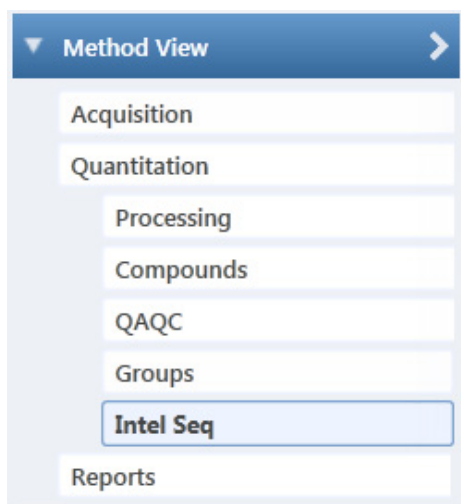 Method View
Acquisition
Quantitation
Processing
Compounds
QAQC
Groups
Intel Seq
Reports